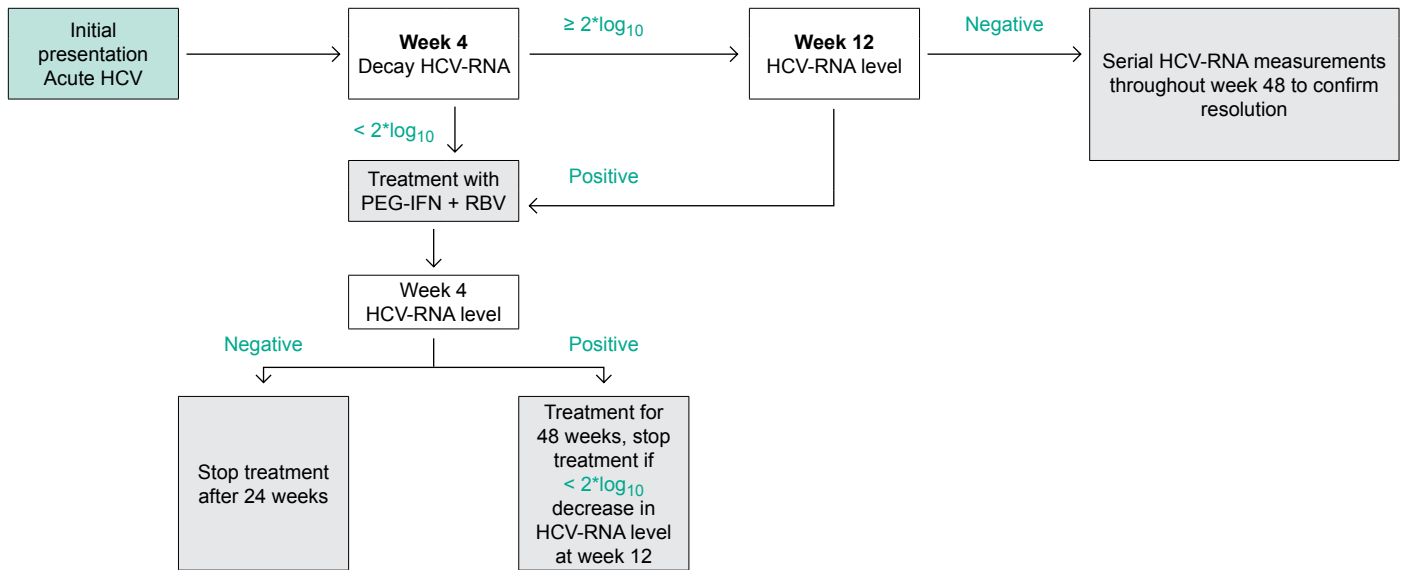 Initial
presentation
Acute HCV
Week 4
Decay HCV-RNA
≥ 2*log10
Week 12
HCV-RNA level
Negative
Serial HCV-RNA measurements
throughout week 48 to confirm
resolution
< 2*log10
Treatment with
PEG-IFN + RBV
Positive
Week 4
HCV-RNA level
Negative
Positive
Stop treatment
after 24 weeks
Treatment for
48 weeks, stop
treatment if
< 2*log10
decrease in
HCV-RNA level
at week 12